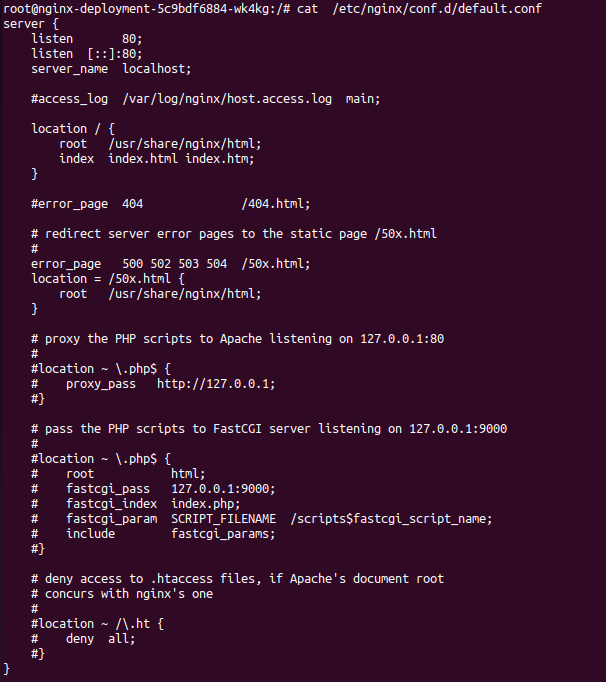 root@nginx-deployment-5c9bdf6884-wk4kg:/# cat  /etc/nginx/conf.d/default.conf
server {
    listen       80;
    listen  [::]:80;
    server_name  localhost;

    #access_log  /var/log/nginx/host.access.log  main;

    location / {
        root   /usr/share/nginx/html;
        index  index.html index.htm;
    }

    #error_page  404              /404.html;

    # redirect server error pages to the static page /50x.html
    #
    error_page   500 502 503 504  /50x.html;
    location = /50x.html {
        root   /usr/share/nginx/html;
    }

    # proxy the PHP scripts to Apache listening on 127.0.0.1:80
    #
    #location ~ \.php$ {
    #    proxy_pass   http://127.0.0.1;
    #}

    # pass the PHP scripts to FastCGI server listening on 127.0.0.1:9000
    #
    #location ~ \.php$ {
    #    root           html;
    #    fastcgi_pass   127.0.0.1:9000;
    #    fastcgi_index  index.php;
    #    fastcgi_param  SCRIPT_FILENAME  /scripts$fastcgi_script_name;
    #    include        fastcgi_params;
    #}

    # deny access to .htaccess files, if Apache's document root
    # concurs with nginx's one
    #
    #location ~ /\.ht {
    #    deny  all;
    #}
}